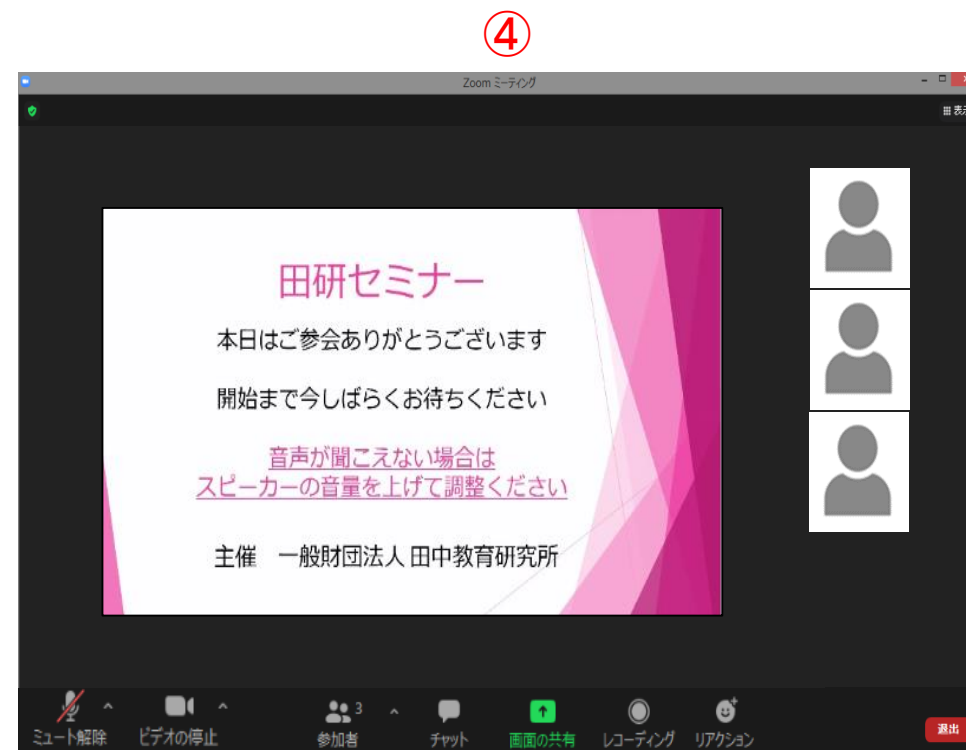 ④
Zoom ミーティング
表示
田研セミナー
本日はご参会ありがとうございます
開始まで今しばらくお待ちください
音声が聞こえない場合は
スピーカーの音量を上げて調整ください
主催　一般財団法人 田中教育研究所
ミュート解除 ビデオの停止 参加者 3 チャット 画面の共有 レコーディング リアクション 退出